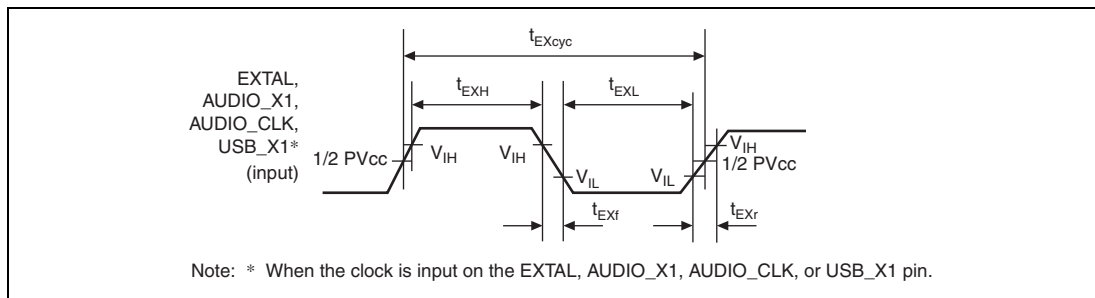 tEXcyc
EXTAL,
AUDIO_X1,
AUDIO_CLK,
USB_X1*
(input)
tEXH
tEXL
1/2 PVcc
VIH
VIH
VIL
VIL
VIH
1/2 PVcc
tEXf
tEXr
Note: * When the clock is input on the EXTAL, AUDIO_X1, AUDIO_CLK, or USB_X1 pin.